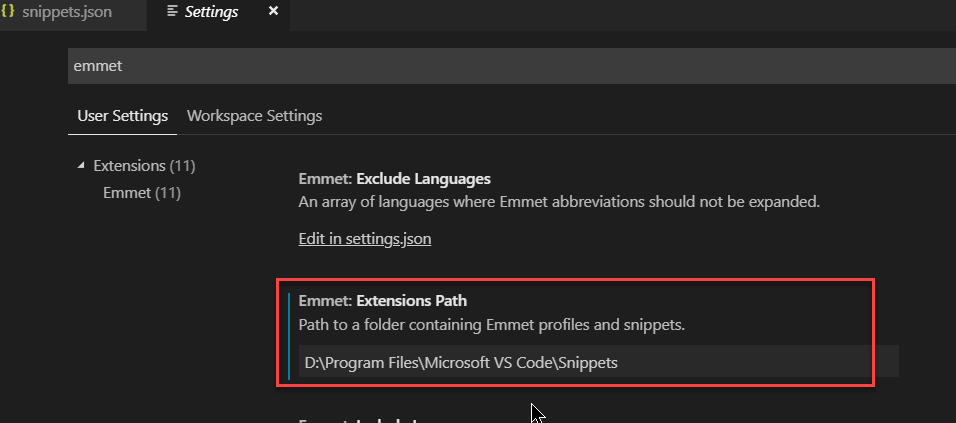 {} snippets.json
Settings ×
emmet
User Settings Workspace Settings
Extensions (11)
Emmet (11)
Emmet: Exclude Languages
An array of languages where Emmet abbreviations should not be expanded.
Edit in settings.json
Emmet: Extensions Path
Path to a folder containing Emmet profiles and snippets.
D:\Program Files\Microsoft VS Code\Snippets